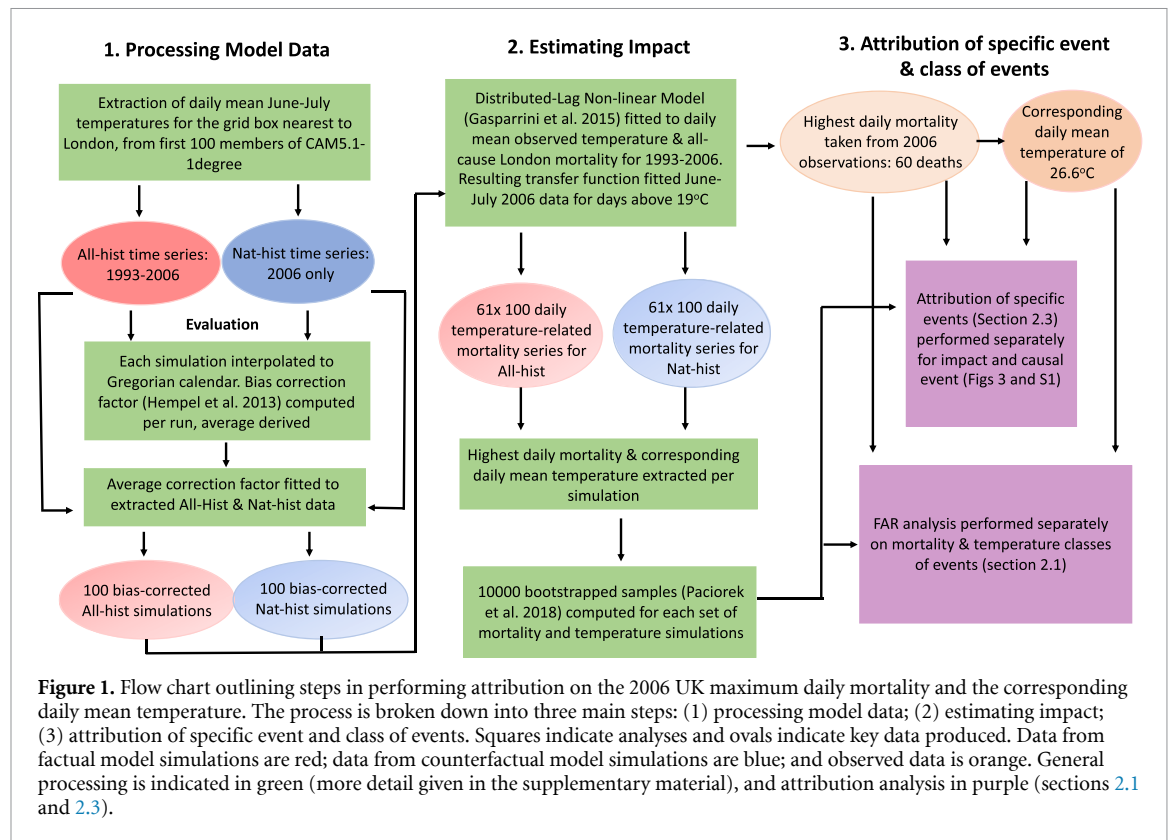 1. Processing Model Data
Extraction of daily mean June-July
temperatures for the grid box nearest to
London, from first 100 members of CAM5.1-
1degree
All-hist time series:
1993-2006
Nat-hist time series:
2006 only
Evaluation
Each simulation interpolated to
Gregorian calendar. Bias correction
factor (Hempel et al. 2013) computed
per run, average derived
Average correction factor fitted to
extracted All-Hist & Nat-hist data
100 bias-corrected
All-hist simulations
100 bias-corrected
Nat-hist simulations
2. Estimating Impact
Distributed-Lag Non-linear Model
(Gasparrini et al. 2015) fitted to daily
mean observed temperature & all-
cause London mortality for 1993-2006.
Resulting transfer function fitted June-
July 2006 data for days above 19°C
61x 100 daily
temperature-related
mortality series for
All-hist
61x 100 daily
temperature-related
mortality series for
Nat-hist
Highest daily mortality & corresponding
daily mean temperature extracted per
simulation
10000 bootstrapped samples (Paciorek
et al. 2018) computed for each set of
mortality and temperature simulations
3. Attribution of specific event
& class of events
Highest daily mortality
taken from 2006
observations: 60 deaths
Corresponding
daily mean
temperature of
26.6°C
Attribution of specific
events (Section 2.3)
performed separately
for impact and causal
event (Figs 3 and S1)
FAR analysis performed separately
on mortality & temperature classes
of events (section 2.1)
Figure 1. Flow chart outlining steps in performing attribution on the 2006 UK maximum daily mortality and the corresponding
daily mean temperature. The process is broken down into three main steps: (1) processing model data; (2) estimating impact;
(3) attribution of specific event and class of events. Squares indicate analyses and ovals indicate key data produced. Data from
factual model simulations are red; data from counterfactual model simulations are blue; and observed data is orange. General
processing is indicated in green (more detail given in the supplementary material), and attribution analysis in purple (sections 2.1
and 2.3).